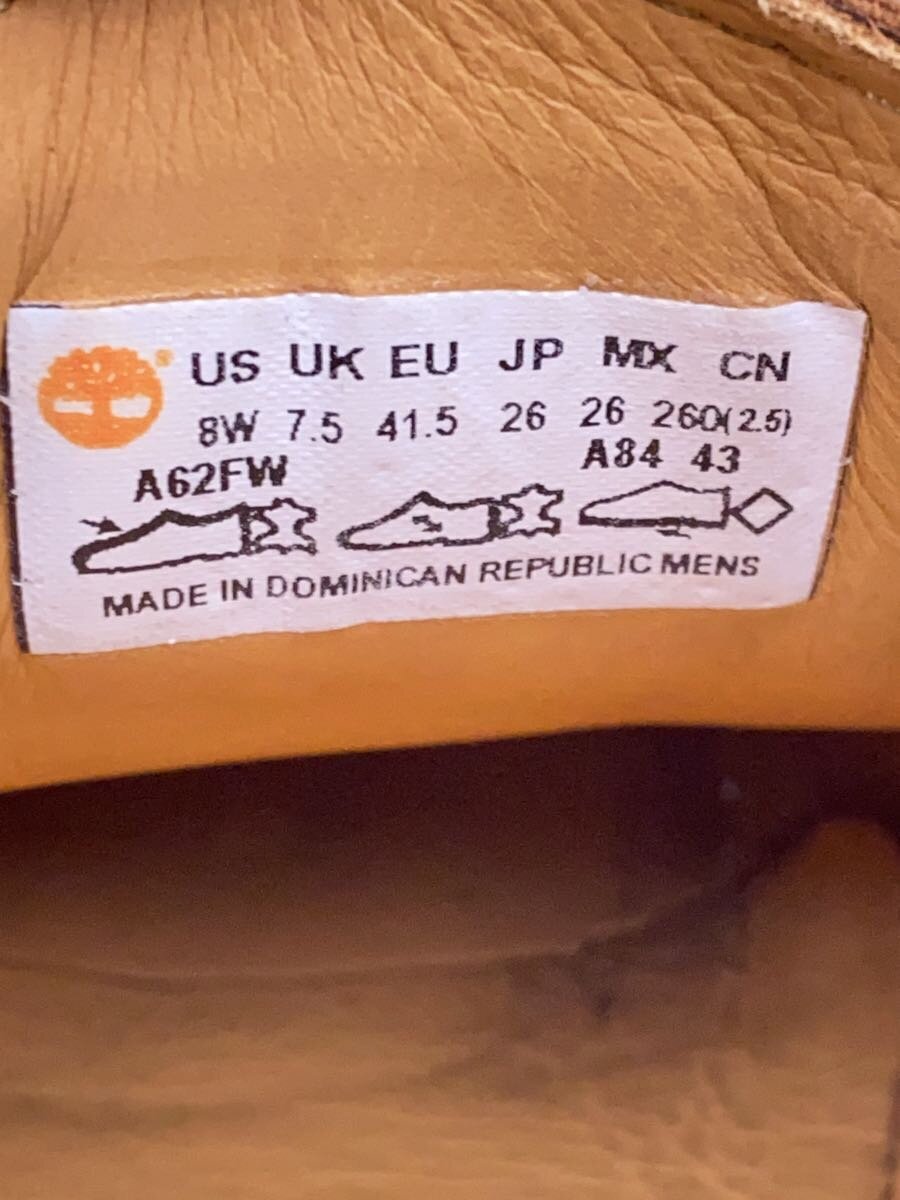 ® US UK EU JP MX CN
8W 7.5 41.5 26 26 260(2.5)
A62FW A84 43
MADE IN DOMINICAN REPUBLIC MENS